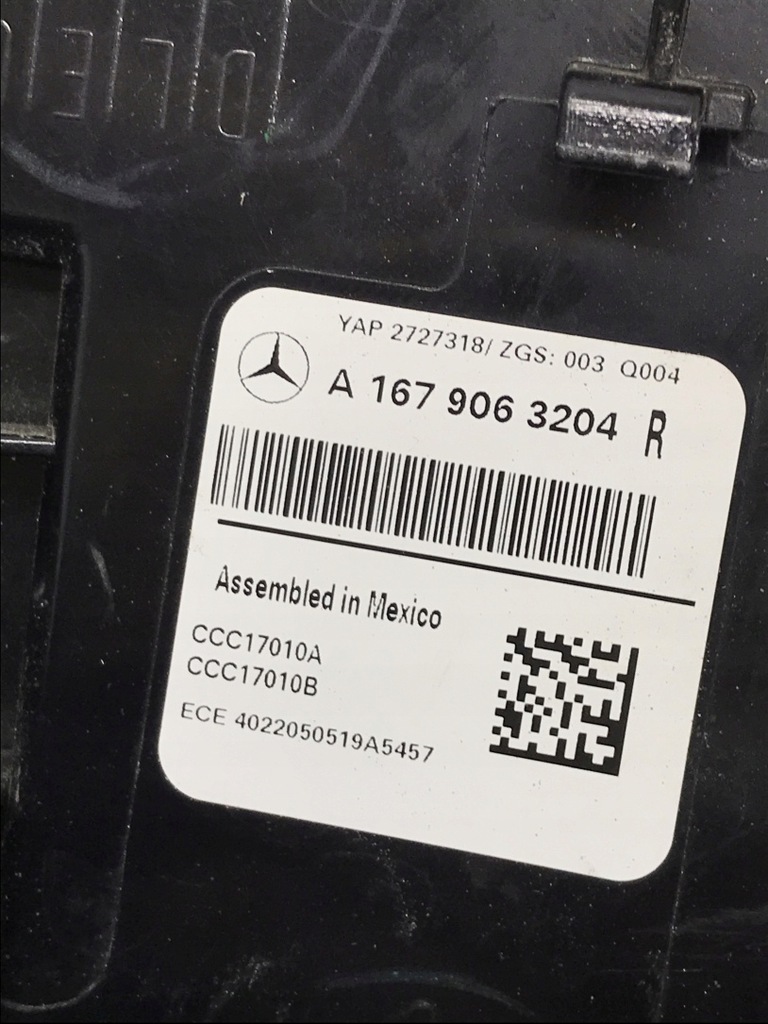 YAP 2727318/ ZGS: 003 Q004
A 167 906 3204 R
Assembled in Mexico
CCC17010A
CCC17010B
ECE 4022050519A5457